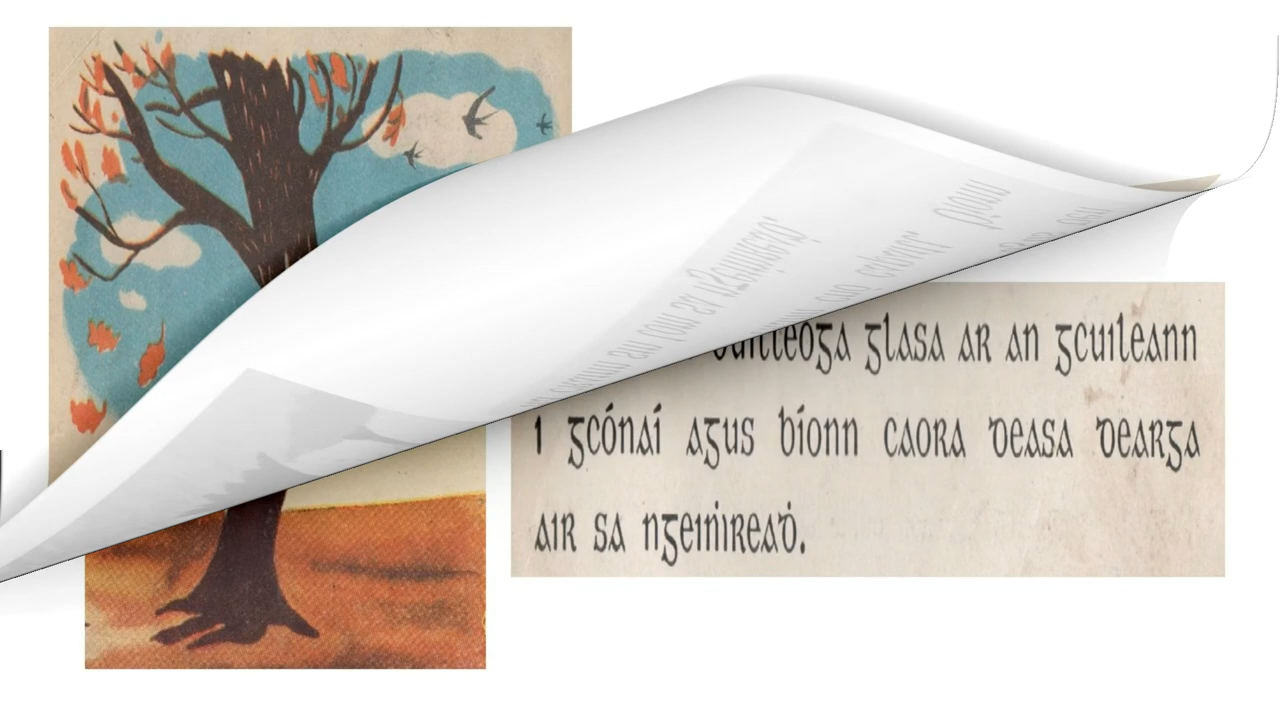 glasa ar an gcuileann
i gcónaí agus bíonn caora deasa dearga
air sa ngeiṁreaḋ.